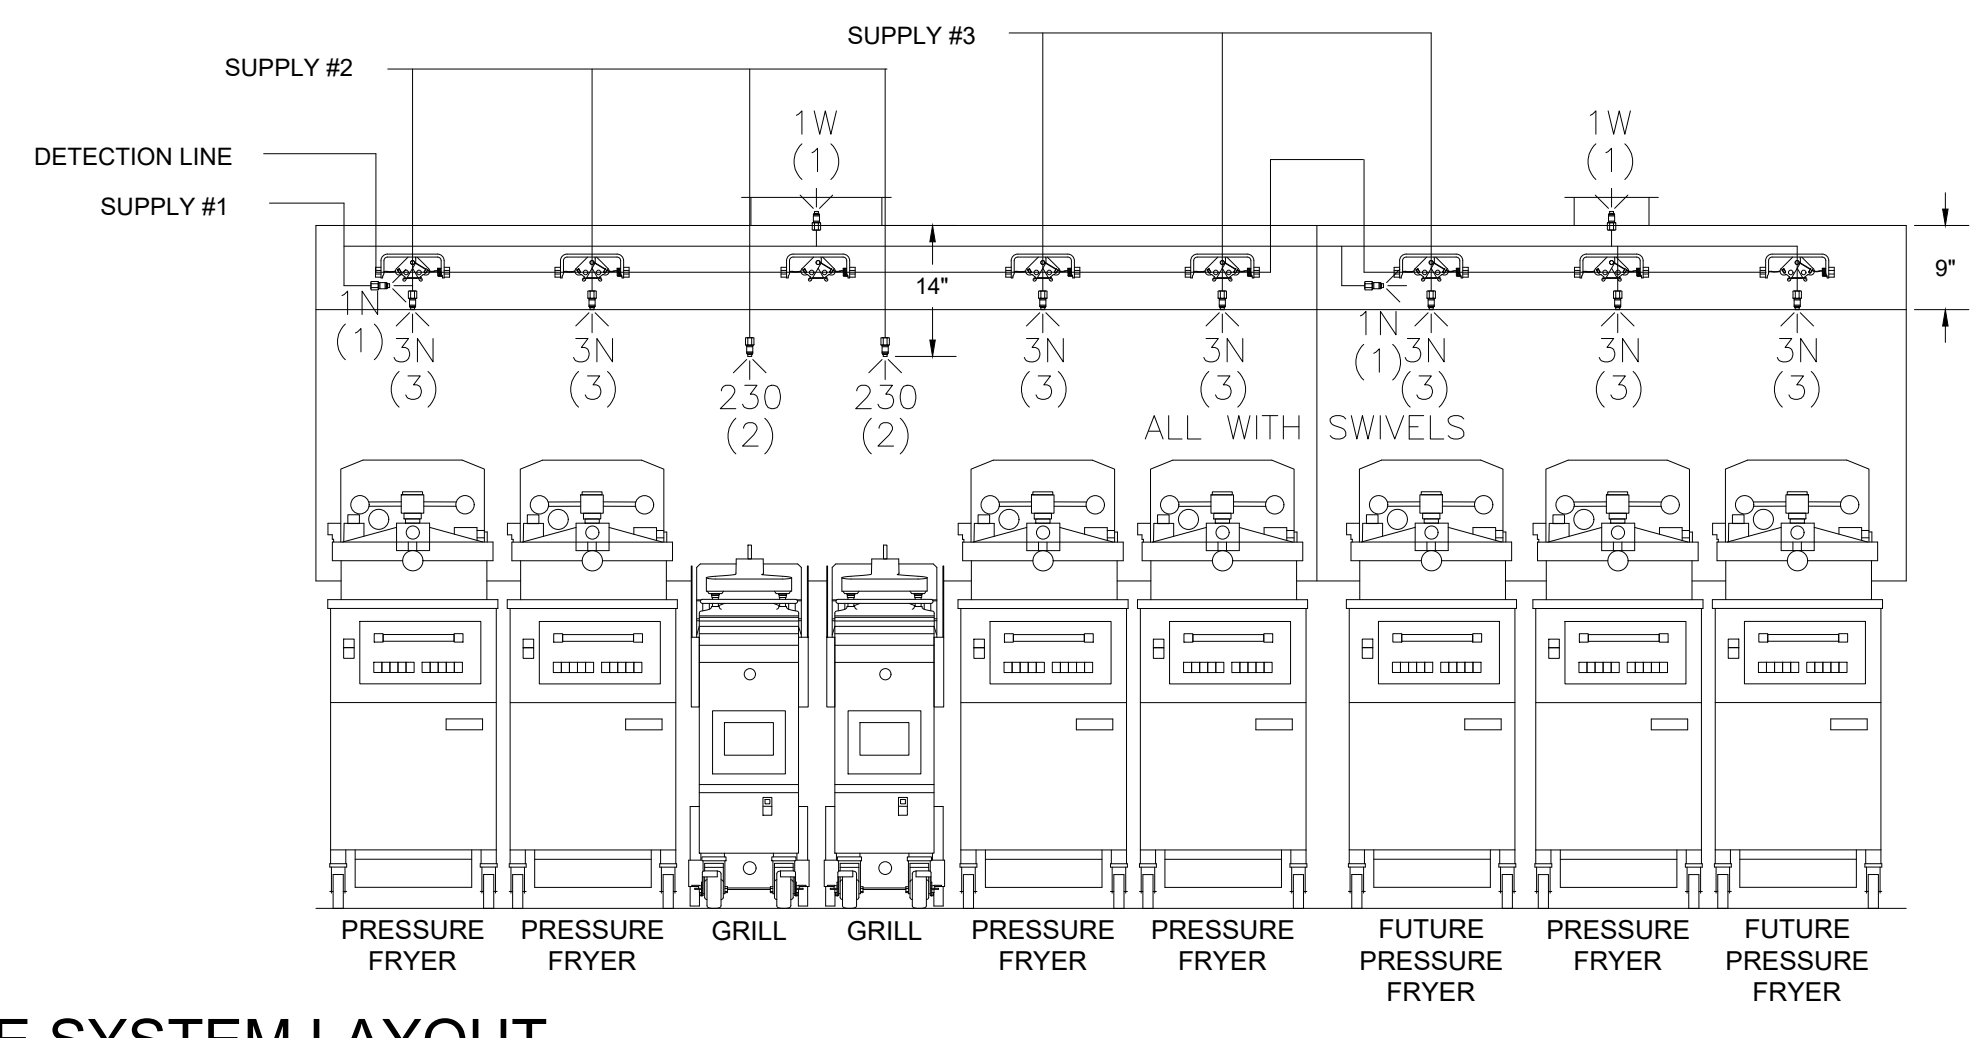 SUPPLY #3
SUPPLY #2
1W
(1)
1W
(1)
DETECTION LINE
SUPPLY #1
14"
9"
1N
(1)
3N
(3)
3N
(3)
230
(2)
230
(2)
3N
(3)
3N
(3)
1N
(1)
3N
(3)
3N
(3)
3N
(3)
ALL WITH SWIVELS
PRESSURE
FRYER
PRESSURE
FRYER
GRILL
GRILL
PRESSURE
FRYER
PRESSURE
FRYER
FUTURE
PRESSURE
FRYER
PRESSURE
FRYER
FUTURE
PRESSURE
FRYER
SYSTEM LAYOUT